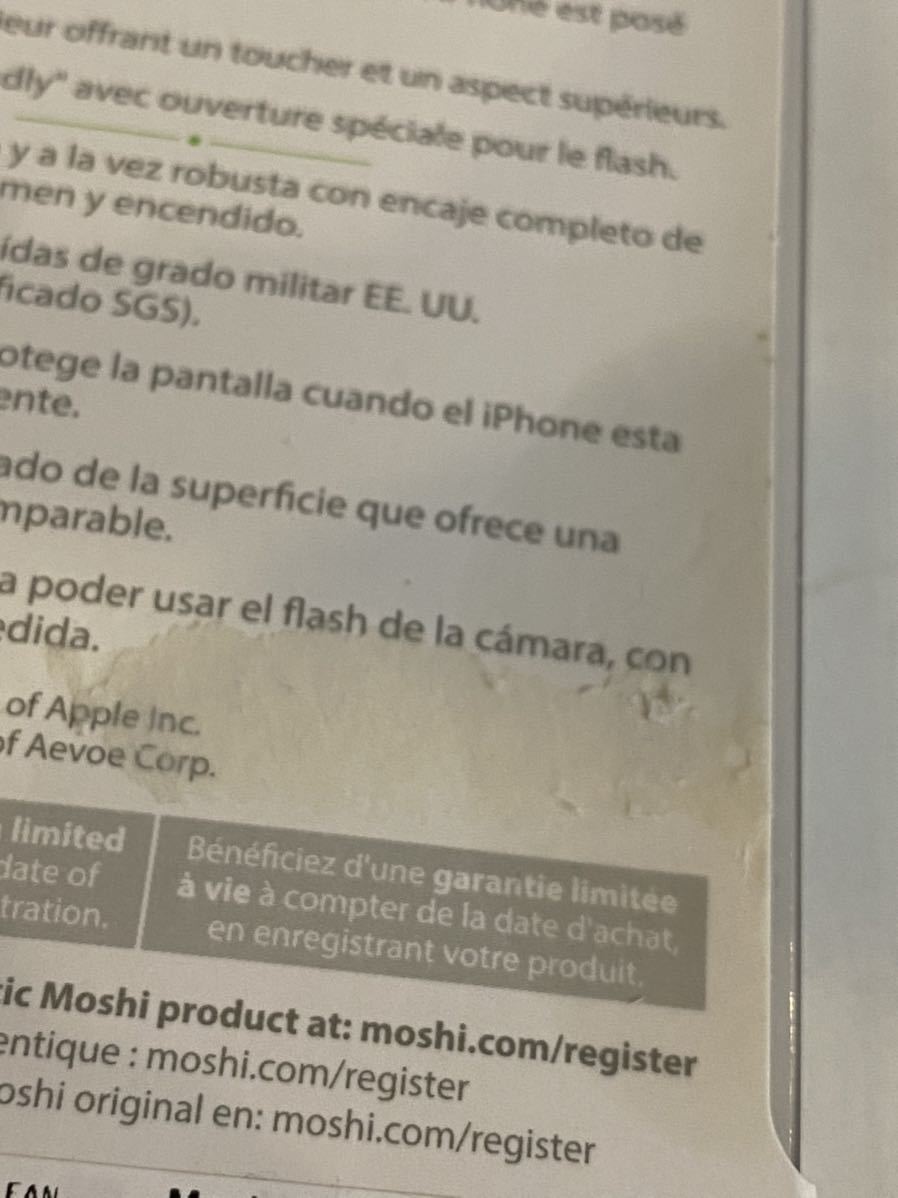 est posé
ieur offrant un toucher et un aspect supérieurs.
dly" avec ouverture spéciale pour le flash.
y a la vez robusta con encaje completo de
men y encendido.
ídas de grado militar EE. UU.
ficado SGS).
otege la pantalla cuando el iPhone esta
ente.
ado de la superficie que ofrece una
mparable.
a poder usar el flash de la cámara, con
edida.
of Apple Inc.
of Aevoe Corp.
limited
date of
tration.
Bénéficiez d'une garantie limitée
à vie à compter de la date d'achat,
en enregistrant votre produit.
tic Moshi product at: moshi.com/register
entique : moshi.com/register
oshi original en: moshi.com/register
EAN